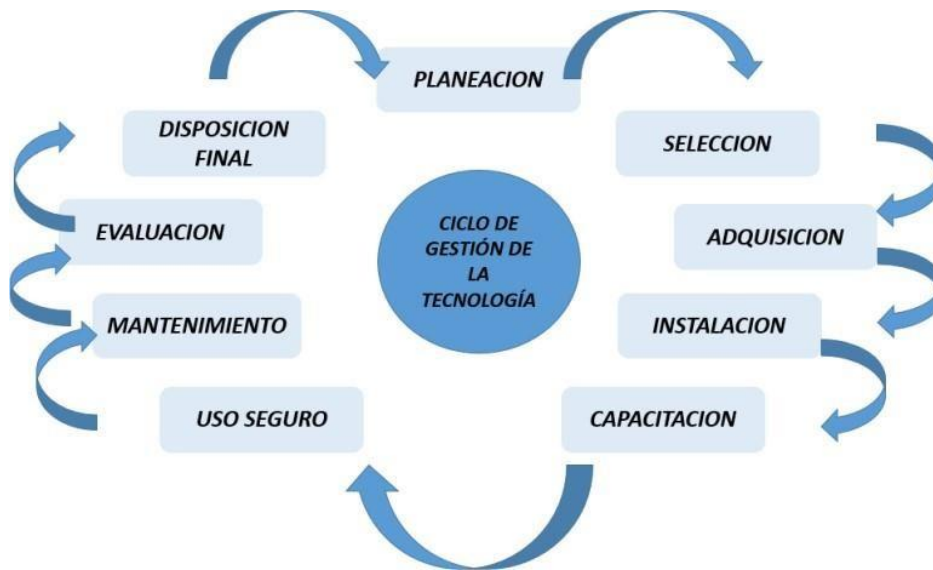 PLANEACION
DISPOSICION
FINAL
SELECCION
EVALUACION
CICLO DE
GESTIÓN DE
LA
TECNOLOGÍA
ADQUISICION
MANTENIMIENTO
INSTALACION
USO SEGURO
CAPACITACION